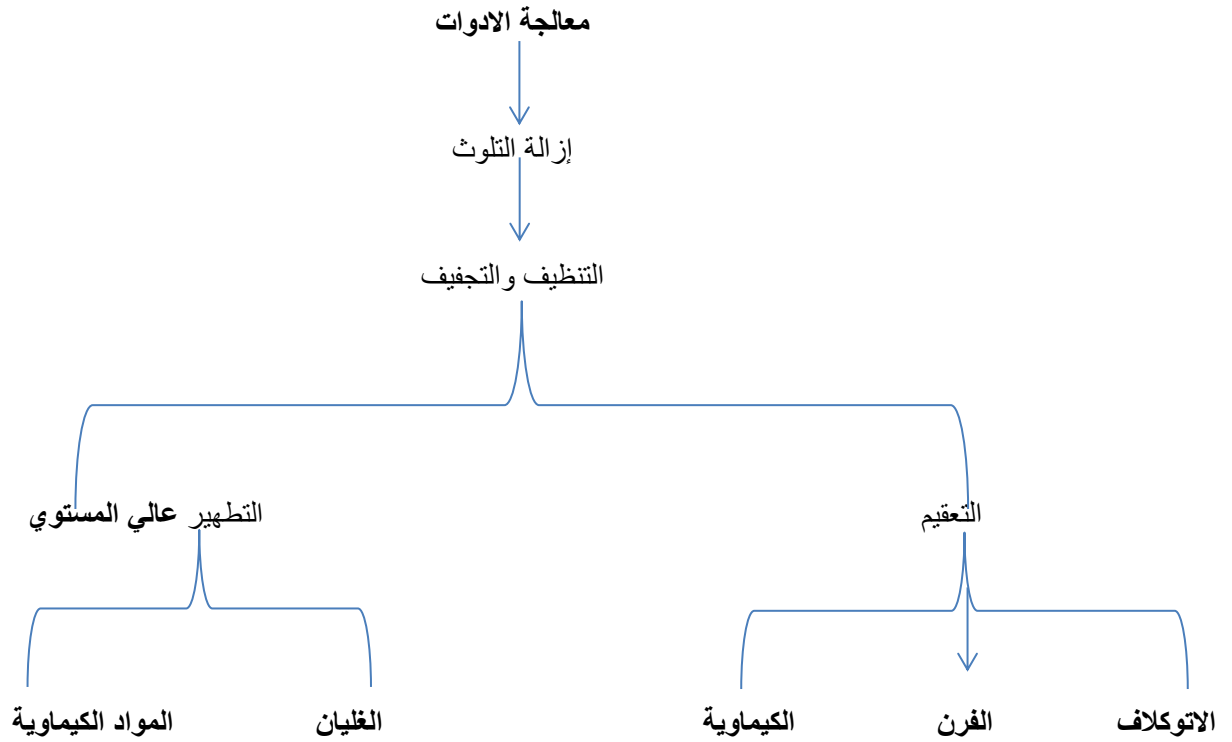 معالجة الادوات
إزالة التلوث
التنظيف والتجفيف
التعقيم
التطهير عالي المستوي
الاتوكلاف
الفرن
الكيماوية
الغليان
المواد الكيماوية